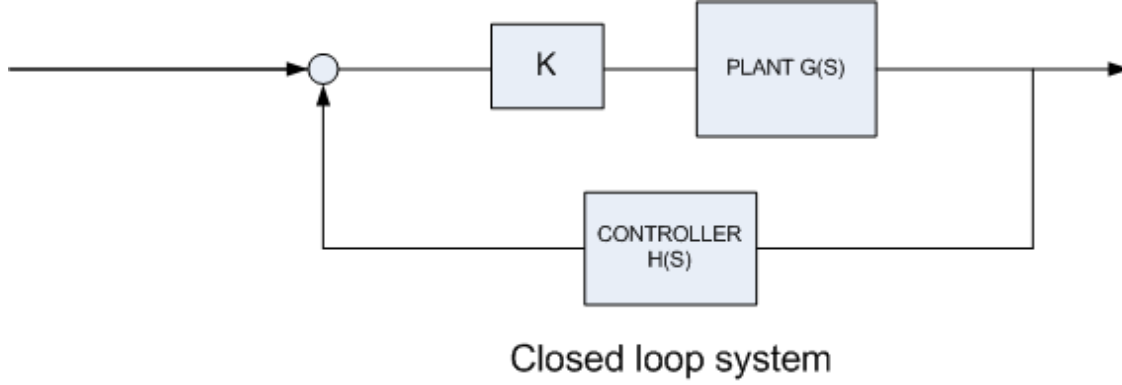 K
PLANT G(S)
CONTROLLER
H(S)
Closed loop system